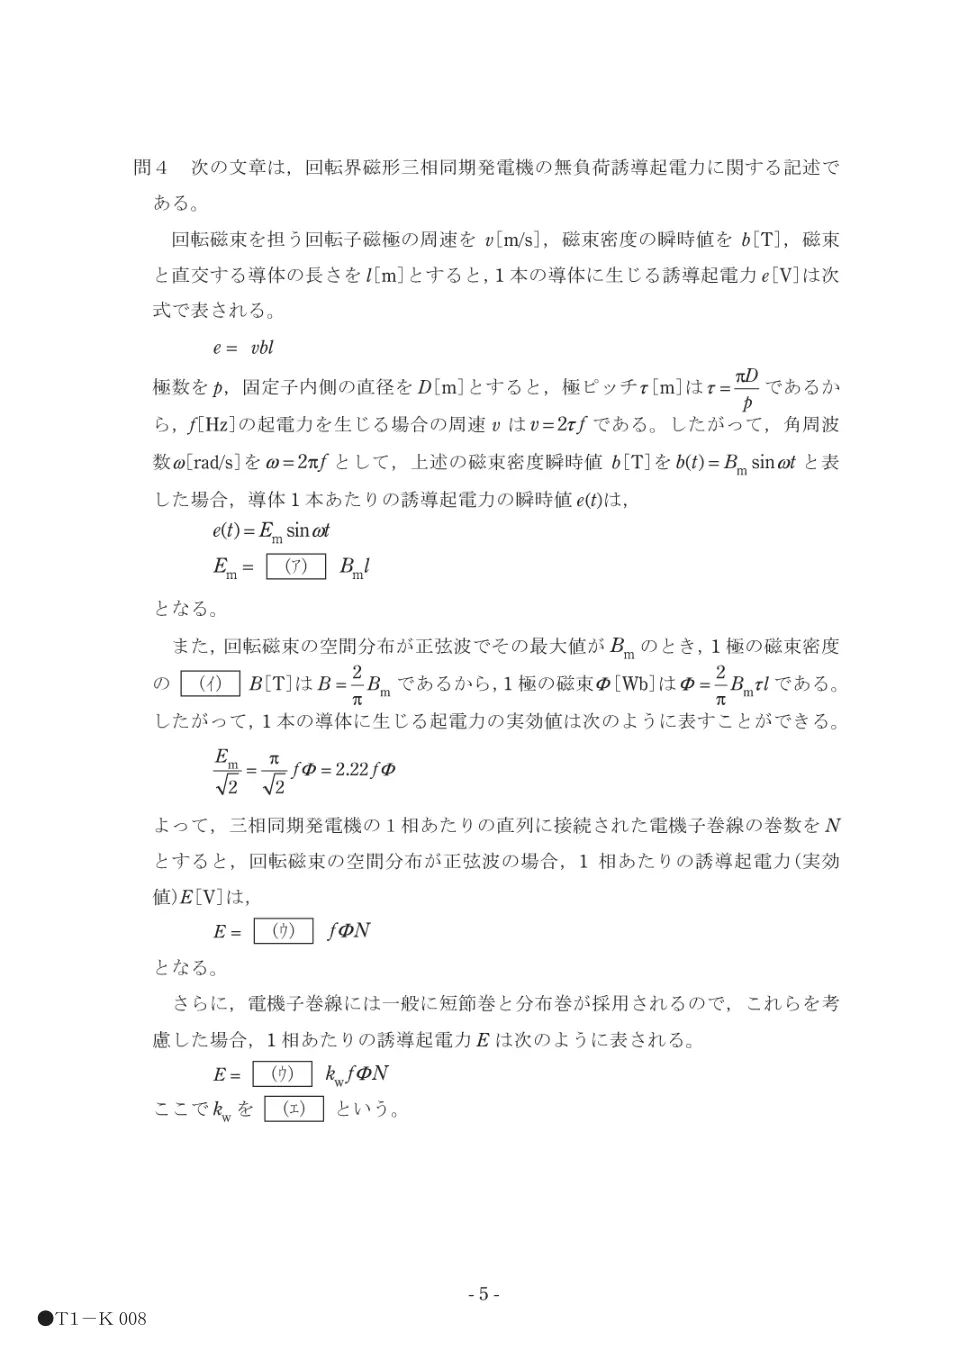 問４　次の文章は，回転界磁形三相同期発電機の無負荷誘導起電力に関する記述で
ある。
回転磁束を担う回転子磁極の周速を v[m/s]，磁束密度の瞬時値を b[T]，磁束
と直交する導体の長さを l[m]とすると，1本の導体に生じる誘導起電力 e[V]は次
式で表される。
e = vbl
極数を p，固定子内側の直径を D[m]とすると，極ピッチ τ[m]は τ = πD/p であるか
ら，f[Hz]の起電力を生じる場合の周速 v は v = 2τf である。したがって，角周波
数 ω[rad/s]を ω = 2πf として，上述の磁束密度瞬時値 b[T]を b(t) = Bm sin ωt と表
した場合，導体1本あたりの誘導起電力の瞬時値 e(t)は，
e(t) = Em sin ωt
Em = (ア) Bml
となる。
また，回転磁束の空間分布が正弦波でその最大値が Bm のとき，1極の磁束密度
の (イ) B[T]は B = 2/π Bm であるから，1極の磁束 Φ[Wb]は Φ = 2/π Bmτl である。
したがって，1本の導体に生じる起電力の実効値は次のように表すことができる。
Em/√2 = π/√2 fΦ = 2.22 fΦ
よって，三相同期発電機の1相あたりの直列に接続された電機子巻線の巻数を N
とすると，回転磁束の空間分布が正弦波の場合，1 相あたりの誘導起電力(実効
値)E[V]は，
E = (ウ) fΦN
となる。
さらに，電機子巻線には一般に短節巻と分布巻が採用されるので，これらを考
慮した場合，1相あたりの誘導起電力 E は次のように表される。
E = (ウ) kw fΦN
ここで kw を (エ) という。
- 5 -
●T1－K 008